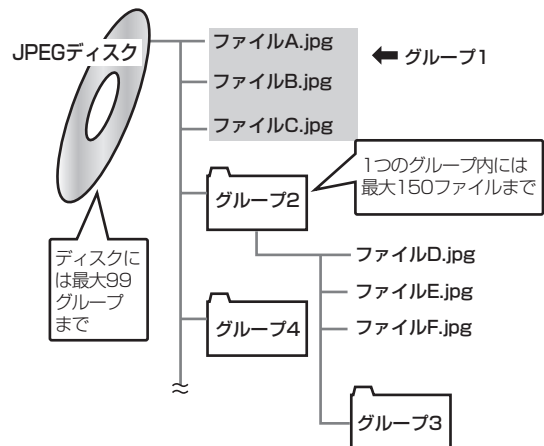 JPEGディスク
ファイルA.jpg
グループ1
ファイルB.jpg
ファイルC.jpg
1つのグループ内には
最大150ファイルまで
グループ2
ディスクに
は最大99
グループ
まで
ファイルD.jpg
ファイルE.jpg
グループ4
ファイルF.jpg
グループ3